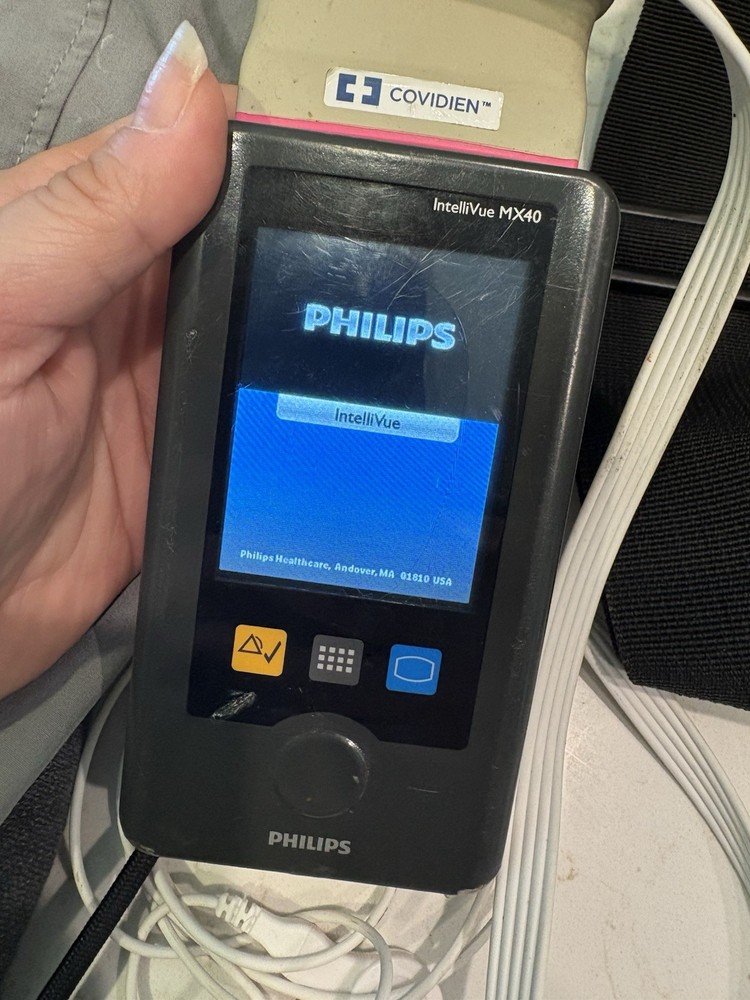 COVIDIEN™
IntelliVue MX40
PHILIPS
IntelliVue
Philips Healthcare, Andover, MA 01810 USA
PHILIPS